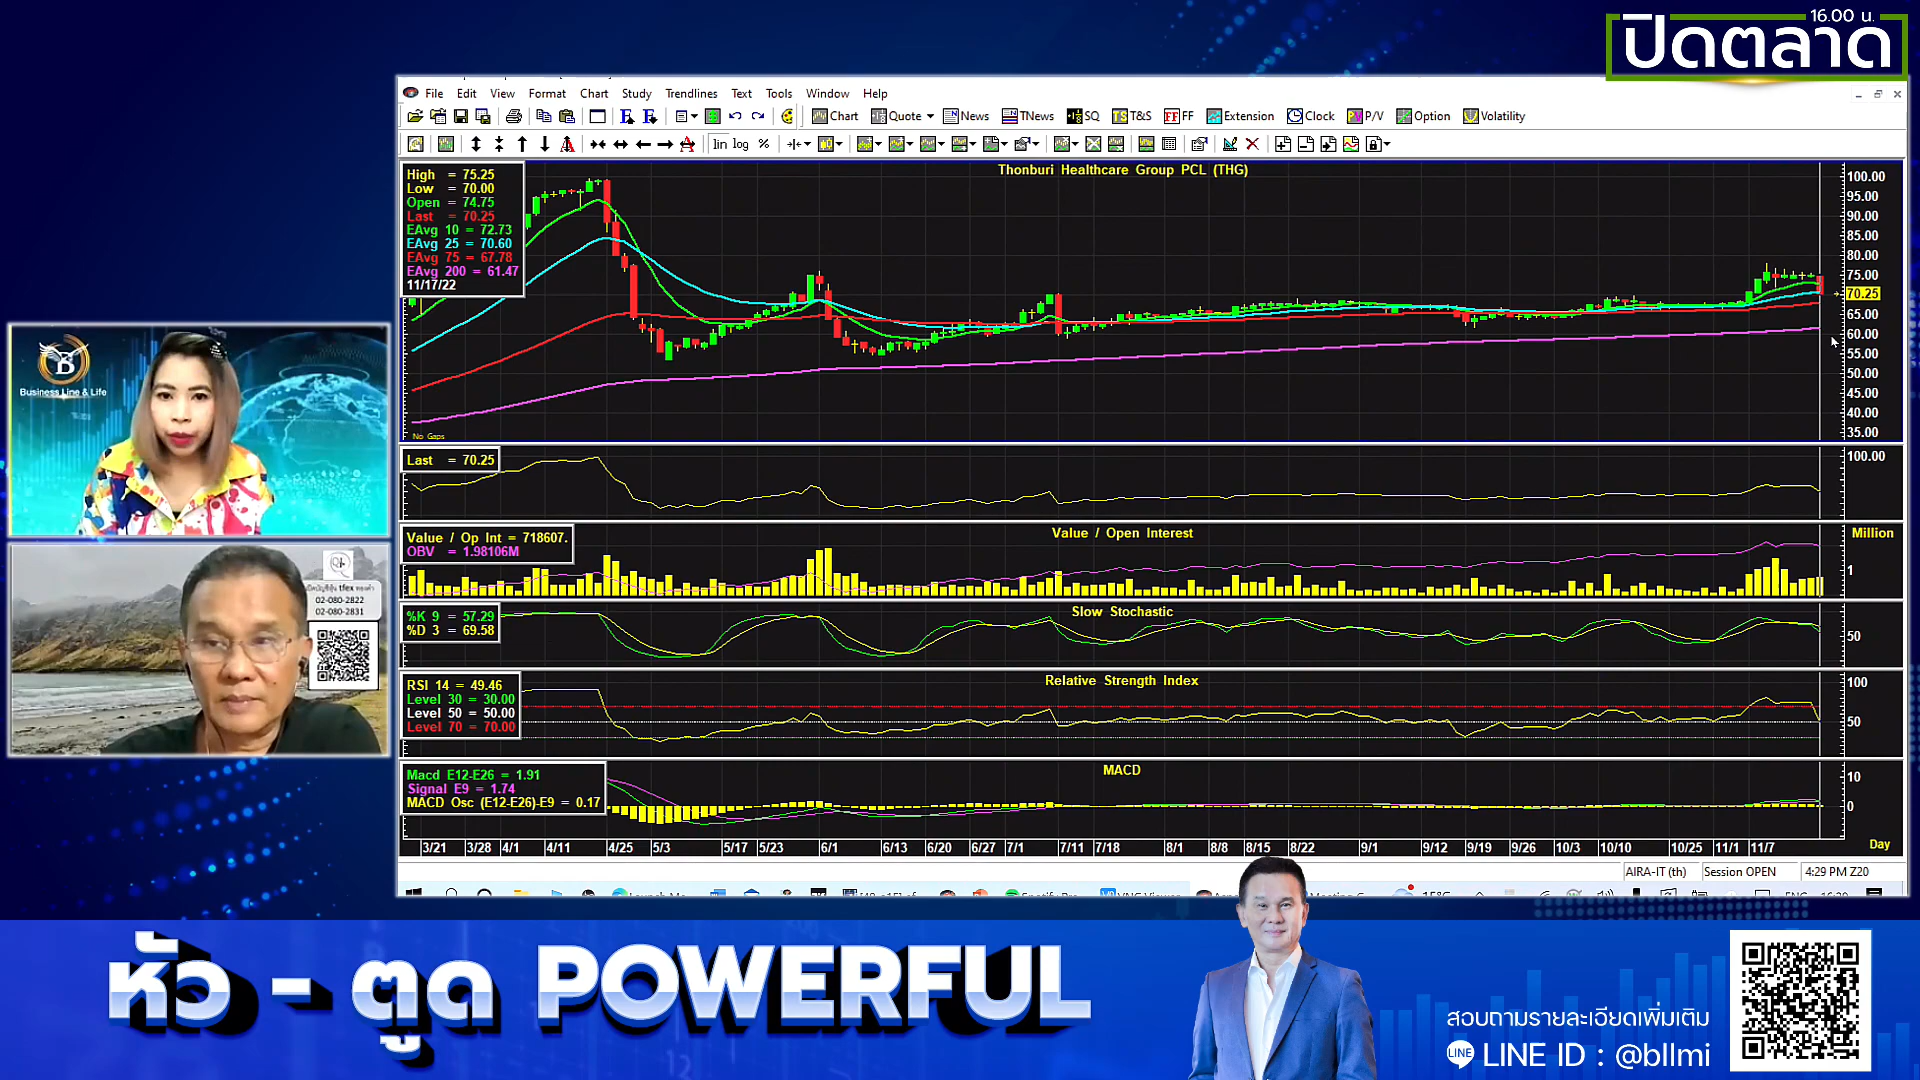 16.00 น.
ปิดตลาด
File Edit View Format Chart Study Trendlines Text Tools Window Help
Chart Quote News TNews SQ T&S FF Extension Clock P/V Option Volatility
lin log %
Thonburi Healthcare Group PCL (THG)
High = 75.25
Low = 70.00
Open = 74.75
Last = 70.25
EAvg 10 = 72.73
EAvg 25 = 70.60
EAvg 75 = 67.78
EAvg 200 = 61.47
11/17/22
No Gaps
100.00
95.00
90.00
85.00
80.00
75.00
70.25
65.00
60.00
55.00
50.00
45.00
40.00
35.00
Last = 70.25
100.00
Value / Op Int = 718607.
OBV = 1.98106M
Value / Open Interest
Million
1
%K 9 = 57.29
%D 3 = 69.58
Slow Stochastic
50
RSI 14 = 49.46
Level 30 = 30.00
Level 50 = 50.00
Level 70 = 70.00
Relative Strength Index
100
50
Macd E12-E26 = 1.91
Signal E9 = 1.74
MACD Osc (E12-E26)-E9 = 0.17
MACD
10
0
3/21 3/28 4/1 4/11 4/25 5/3 5/17 5/23 6/1 6/13 6/20 6/27 7/1 7/11 7/18 8/1 8/8 8/15 8/22 9/1 9/12 9/19 9/26 10/3 10/10 10/25 11/1 11/7 Day
AIRA-IT (th) Session OPEN 4:29 PM Z20
B
Business Line & Life
02-080-2822
02-080-2831
หัว - ตูด POWERFUL
สอบถามรายละเอียดเพิ่มเติม
LINE LINE ID : @bllmi